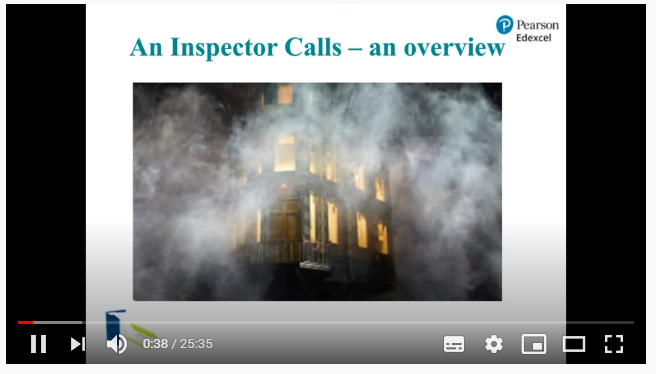 Pearson
Edexcel
An Inspector Calls – an overview
0:38 / 25:35